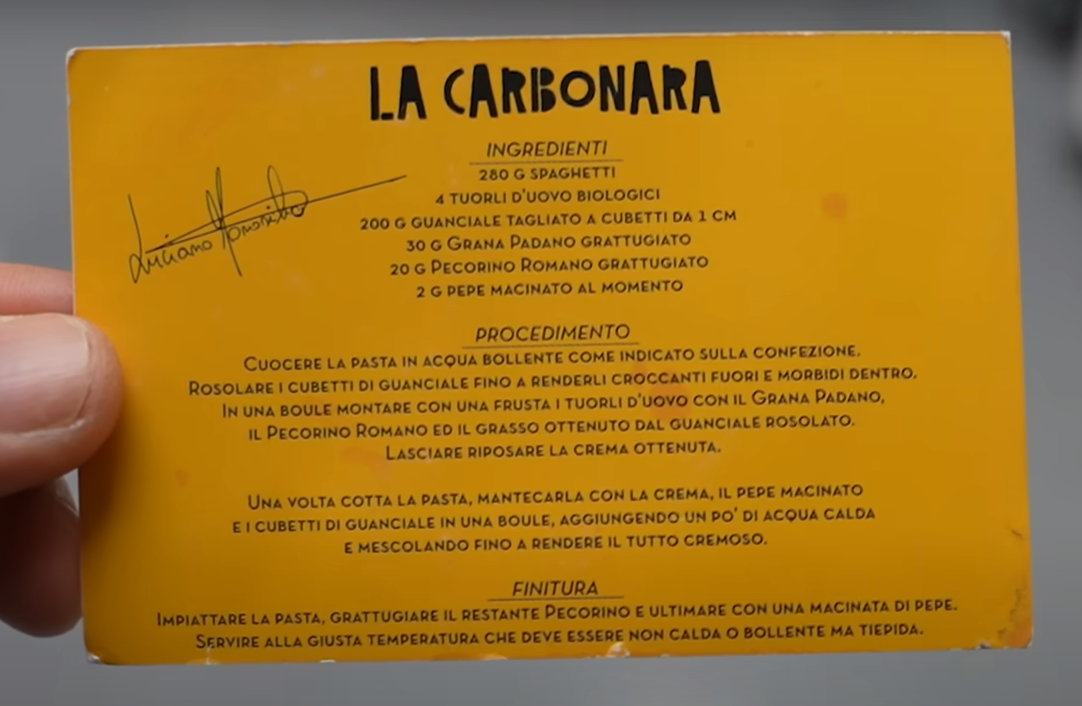 LA CARBONARA
INGREDIENTI
280 G SPAGHETTI
4 TUORLI D'UOVO BIOLOGICI
200 G GUANCIALE TAGLIATO A CUBETTI DA 1 CM
30 G GRANA PADANO GRATTUGIATO
20 G PECORINO ROMANO GRATTUGIATO
2 G PEPE MACINATO AL MOMENTO
Luciano Monosilio
PROCEDIMENTO
CUOCERE LA PASTA IN ACQUA BOLLENTE COME INDICATO SULLA CONFEZIONE.
ROSOLARE I CUBETTI DI GUANCIALE FINO A RENDERLI CROCCANTI FUORI E MORBIDI DENTRO.
IN UNA BOULE MONTARE CON UNA FRUSTA I TUORLI D'UOVO CON IL GRANA PADANO,
IL PECORINO ROMANO ED IL GRASSO OTTENUTO DAL GUANCIALE ROSOLATO.
LASCIARE RIPOSARE LA CREMA OTTENUTA.
UNA VOLTA COTTA LA PASTA, MANTECARLA CON LA CREMA, IL PEPE MACINATO
E I CUBETTI DI GUANCIALE IN UNA BOULE, AGGIUNGENDO UN PO' DI ACQUA CALDA
E MESCOLANDO FINO A RENDERE IL TUTTO CREMOSO.
FINITURA
IMPIATTARE LA PASTA, GRATTUGIARE IL RESTANTE PECORINO E ULTIMARE CON UNA MACINATA DI PEPE.
SERVIRE ALLA GIUSTA TEMPERATURA CHE DEVE ESSERE NON CALDA O BOLLENTE MA TIEPIDA.